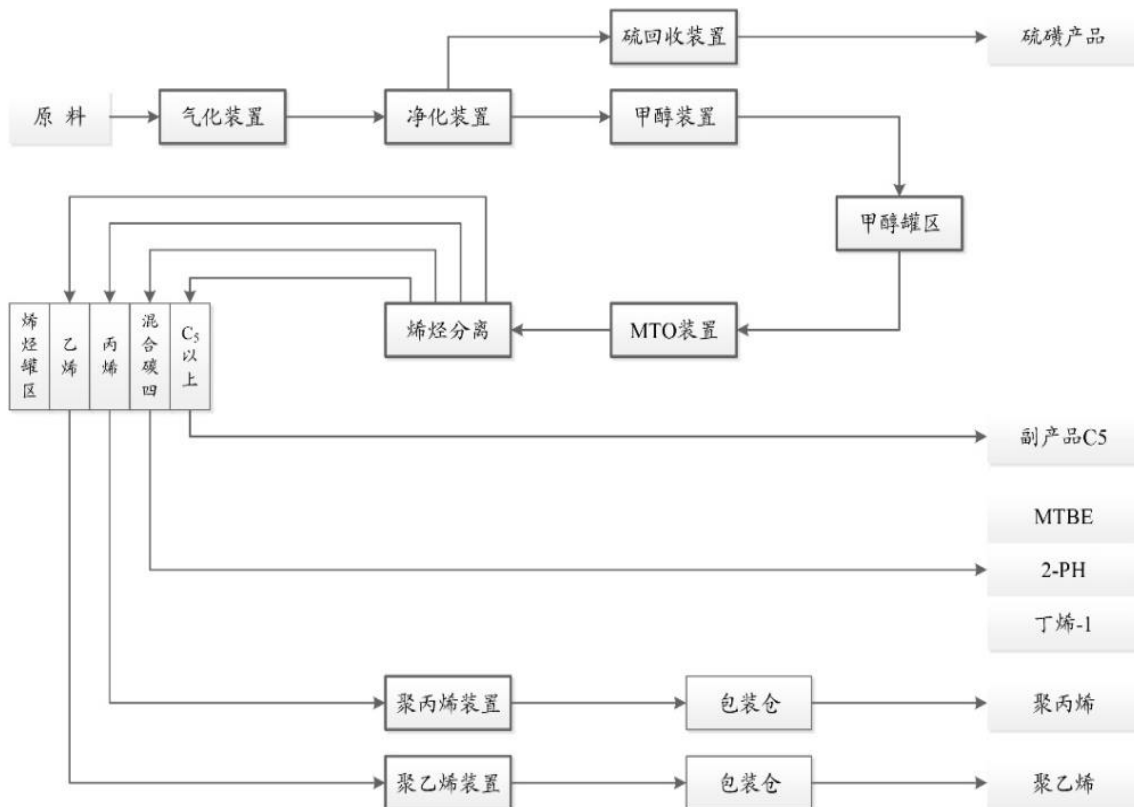 硫回收装置
硫磺产品
原料
气化装置
净化装置
甲醇装置
甲醇罐区
烯烃罐区
乙烯
丙烯
混合碳四
C5以上
烯烃分离
MTO装置
副产品C5
MTBE
2-PH
丁烯-1
聚丙烯装置
包装仓
聚丙烯
聚乙烯装置
包装仓
聚乙烯